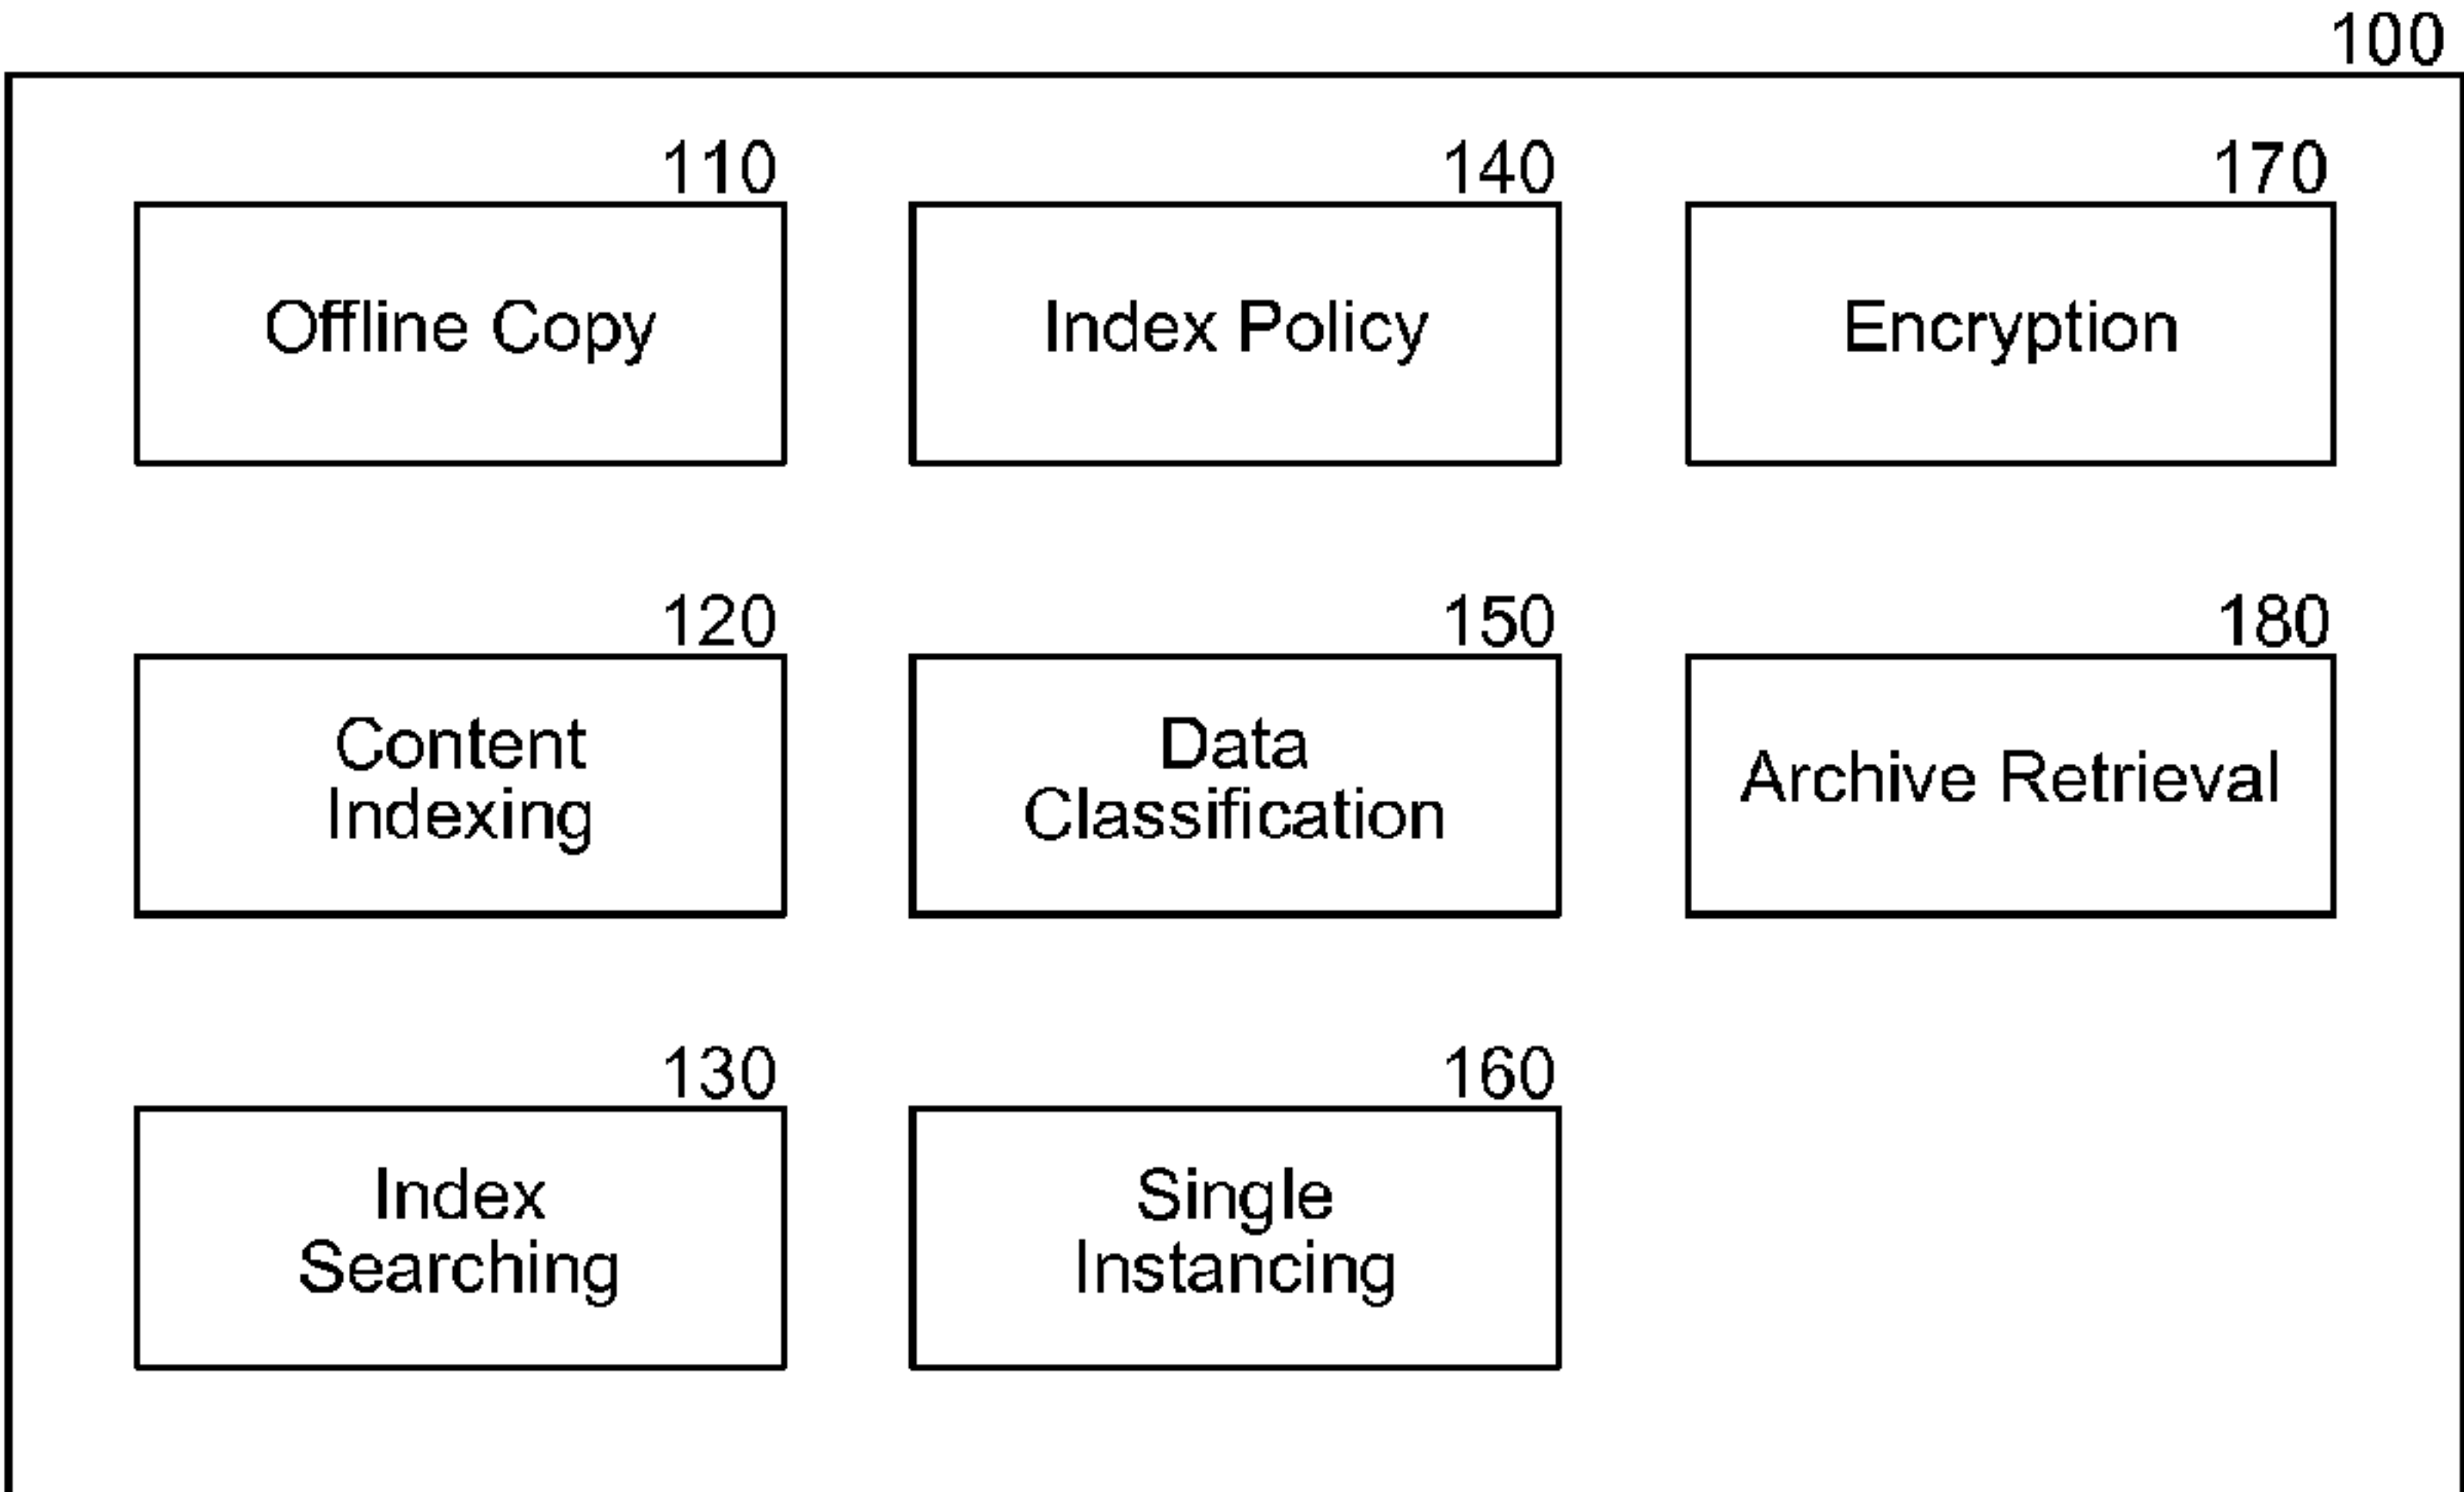 100
110
140
170
Offline Copy
Index Policy
Encryption
120
150
180
Content
Indexing
Data
Classification
Archive Retrieval
130
160
Index
Searching
Single
Instancing